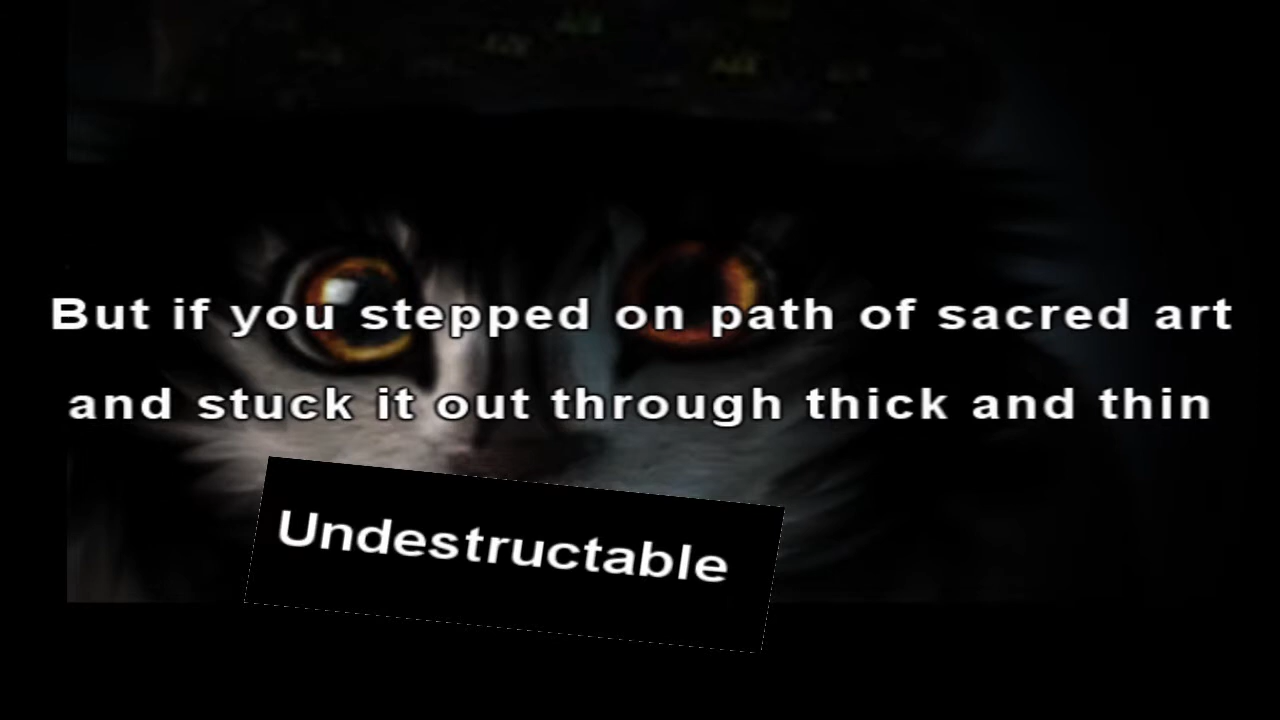 But if you stepped on path of sacred art
and stuck it out through thick and thin
Undestructable